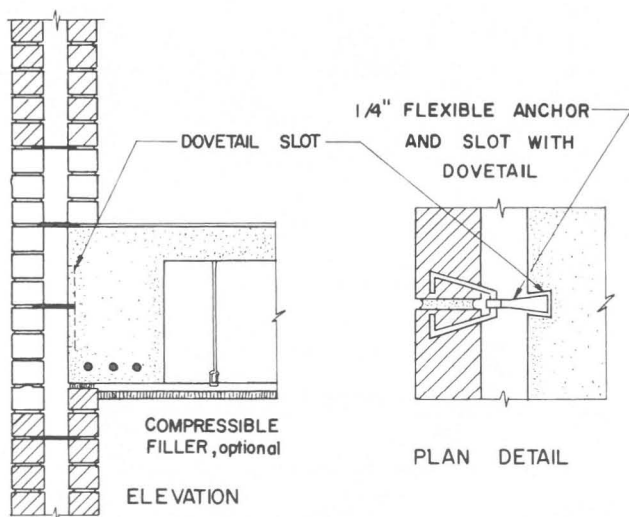 1/4" FLEXIBLE ANCHOR
AND SLOT WITH
DOVETAIL
DOVETAIL SLOT
COMPRESSIBLE
FILLER, optional
ELEVATION
PLAN DETAIL